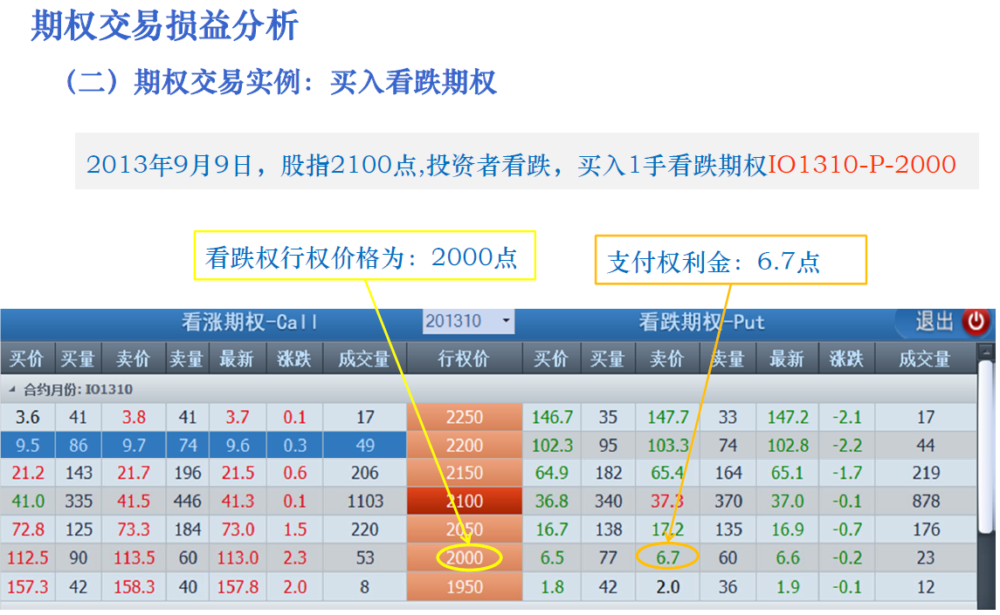 期权交易损益分析
（二）期权交易实例：买入看跌期权
2013年9月9日，股指2100点,投资者看跌，买入1手看跌期权IO1310-P-2000
看跌权行权价格为：2000点
支付权利金：6.7点
看涨期权-Call 201310 看跌期权-Put 退出
买价 买量 卖价 卖量 最新 涨跌 成交量 行权价 买价 买量 卖价 卖量 最新 涨跌 成交量
合约月份: IO1310
3.6 41 3.8 41 3.7 0.1 17 2250 146.7 35 147.7 33 147.2 -2.1 17
9.5 86 9.7 74 9.6 0.3 49 2200 102.3 95 103.3 74 102.8 -2.2 44
21.2 143 21.7 196 21.5 0.6 206 2150 64.9 182 65.4 164 65.1 -1.7 219
41.0 335 41.5 446 41.3 0.1 1103 2100 36.8 340 37.3 370 37.0 -0.1 878
72.8 125 73.3 184 73.0 1.5 220 2050 16.7 138 17.2 135 16.9 -0.7 176
112.5 90 113.5 60 113.0 2.3 53 2000 6.5 77 6.7 60 6.6 -0.2 23
157.3 42 158.3 40 157.8 2.0 8 1950 1.8 42 2.0 36 1.9 -0.1 12